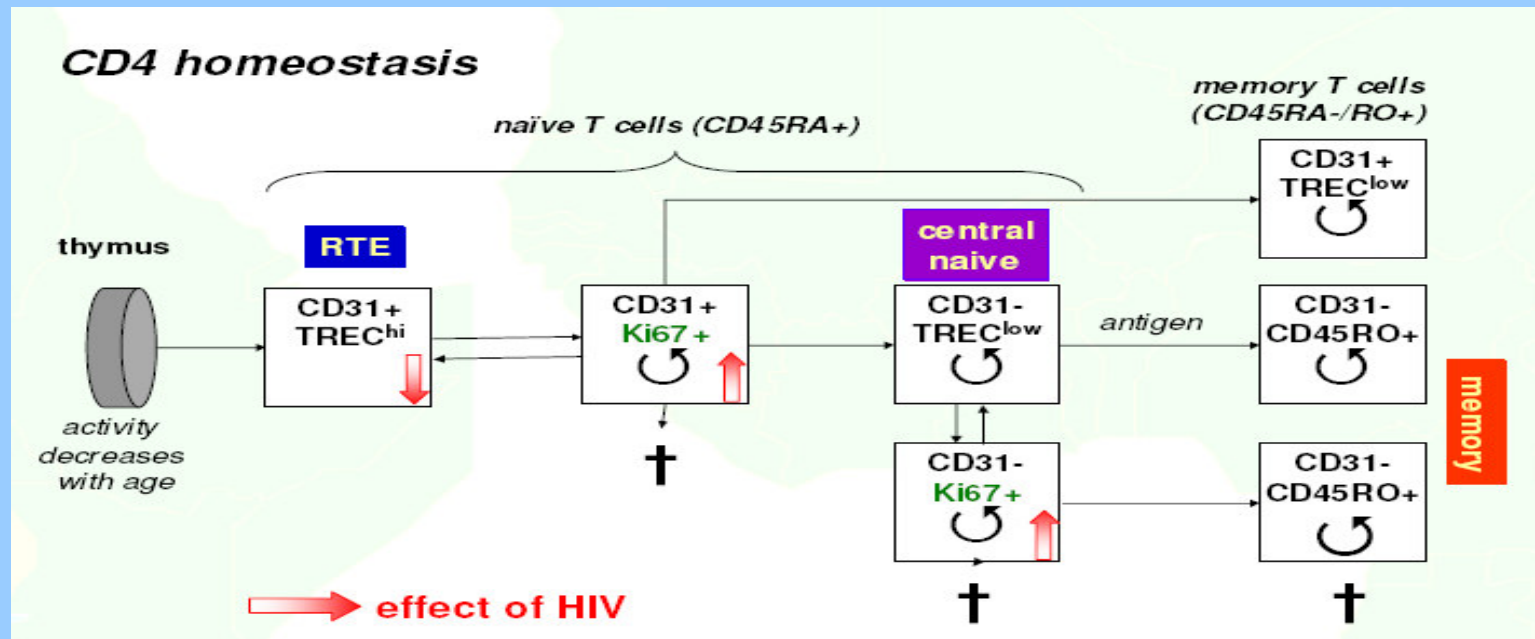 CD4 homeostasis
naïve T cells (CD45RA+)
memory T cells
(CD45RA-/RO+)
thymus
activity
decreases
with age
RTE
CD31+
TREChi
CD31+
Ki67+
central
naive
CD31-
TREClow
CD31-
Ki67+
antigen
CD31+
TREClow
CD31-
CD45RO+
CD31-
CD45RO+
memory
effect of HIV